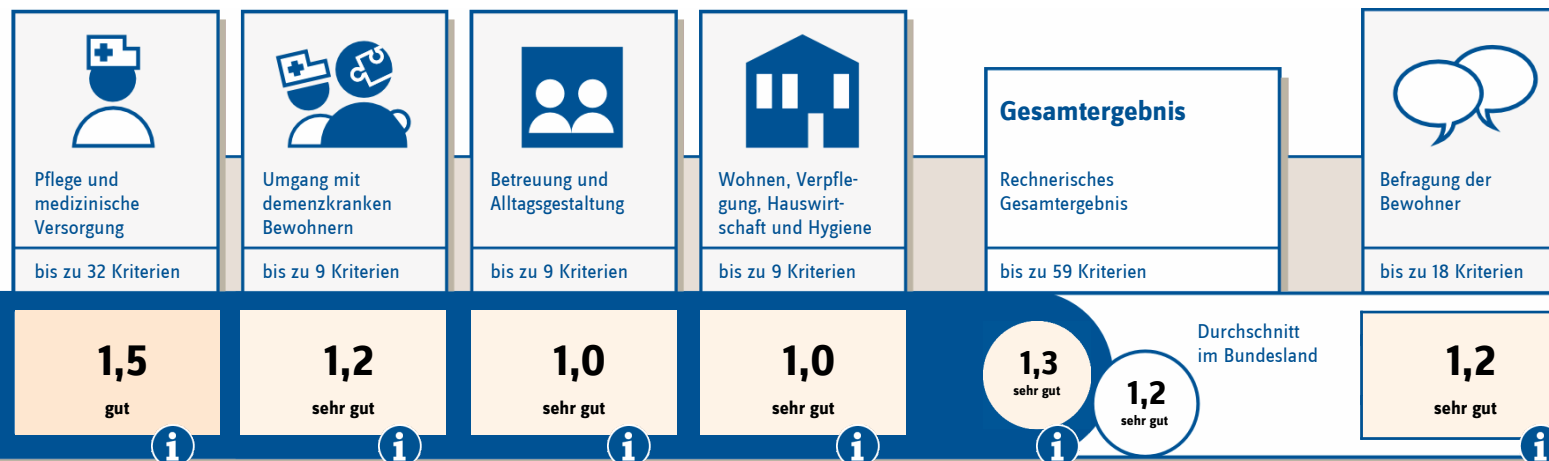 Pflege und
medizinische
Versorgung
bis zu 32 Kriterien
1,5
gut
i
Umgang mit
demenzkranken
Bewohnern
bis zu 9 Kriterien
1,2
sehr gut
i
Betreuung und
Alltagsgestaltung
bis zu 9 Kriterien
1,0
sehr gut
i
Wohnen, Verpfle-
gung, Hauswirt-
schaft und Hygiene
bis zu 9 Kriterien
1,0
sehr gut
i
Gesamtergebnis
Rechnerisches
Gesamtergebnis
bis zu 59 Kriterien
1,3
sehr gut
i
Durchschnitt
im Bundesland
1,2
sehr gut
Befragung der
Bewohner
bis zu 18 Kriterien
1,2
sehr gut
i